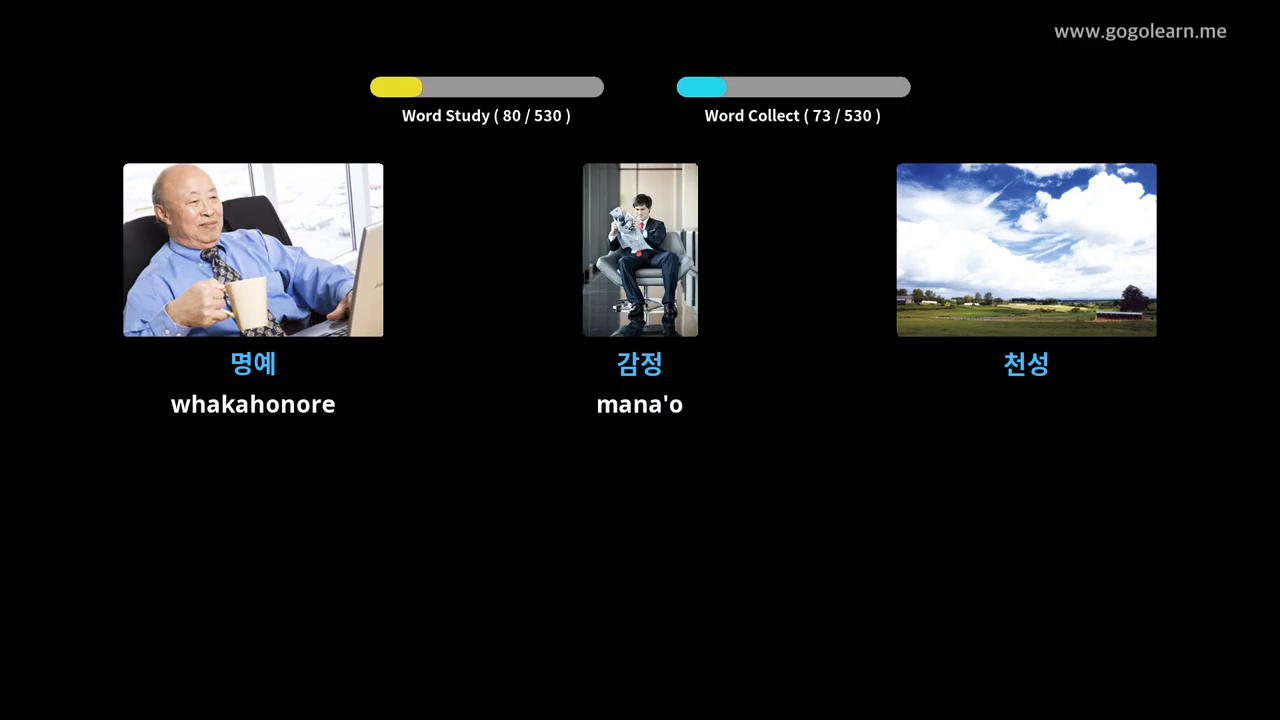 www.gogolearn.me
Word Study ( 80 / 530 )
Word Collect ( 73 / 530 )
명예
감정
천성
whakahonore
mana'o